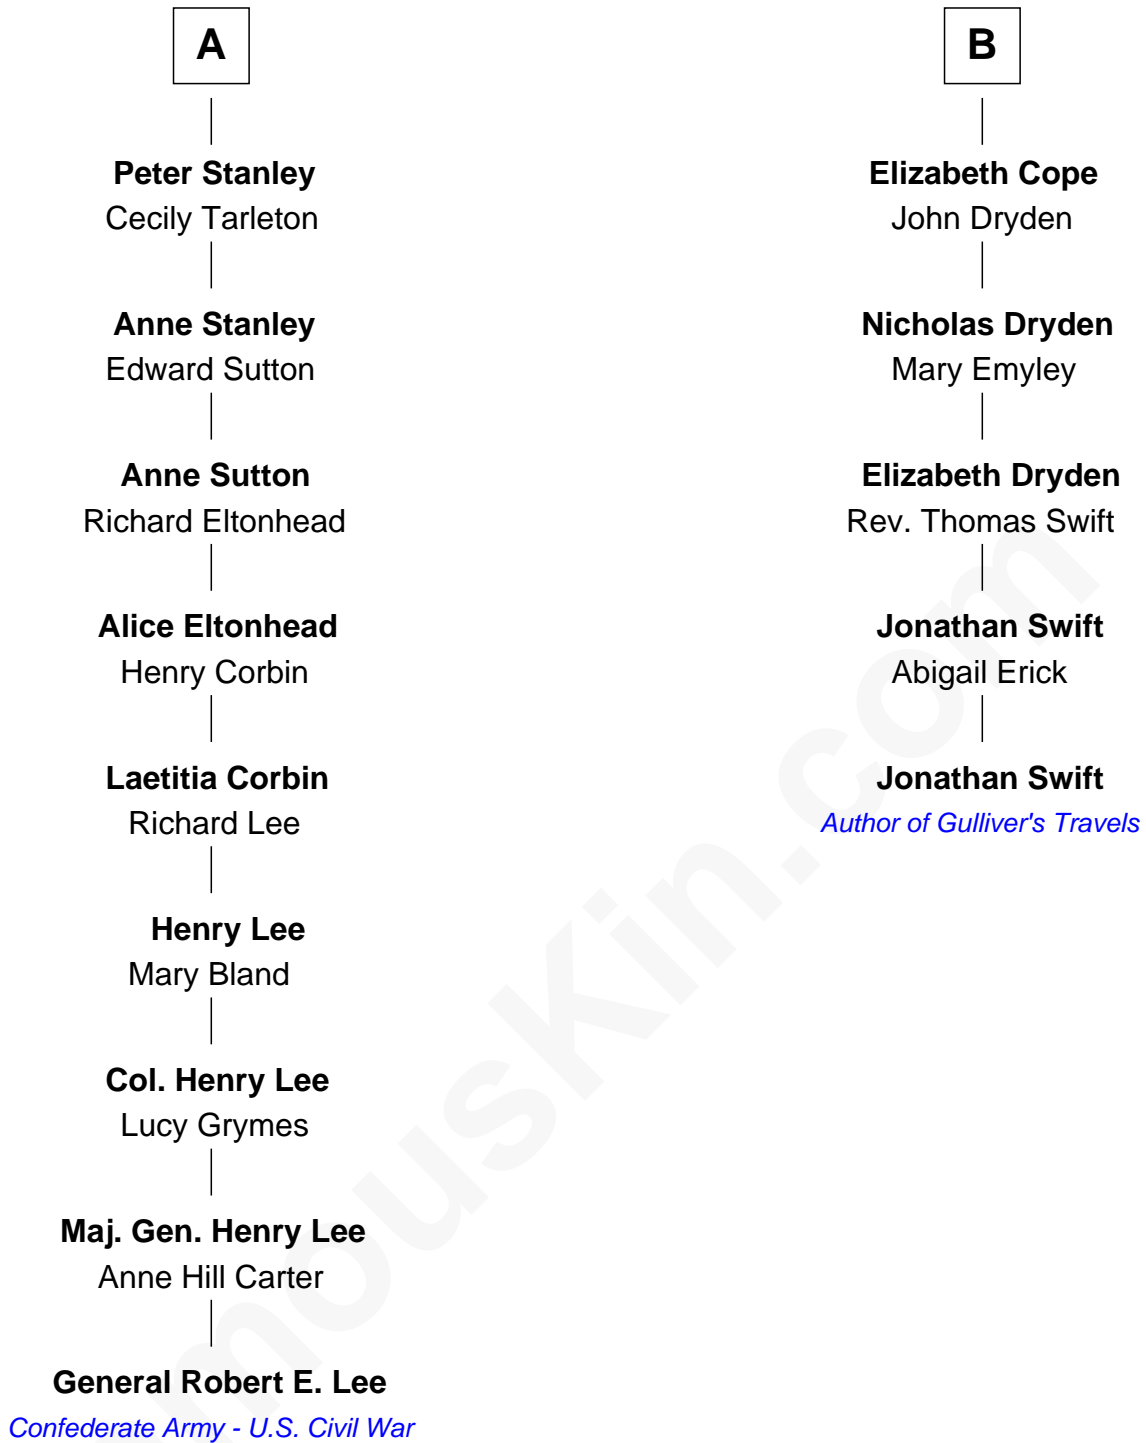 A
Peter Stanley
Cecily Tarleton
Anne Stanley
Edward Sutton
Anne Sutton
Richard Eltonhead
Alice Eltonhead
Henry Corbin
Laetitia Corbin
Richard Lee
Henry Lee
Mary Bland
Col. Henry Lee
Lucy Grymes
Maj. Gen. Henry Lee
Anne Hill Carter
General Robert E. Lee
Confederate Army - U.S. Civil War
B
Elizabeth Cope
John Dryden
Nicholas Dryden
Mary Emyley
Elizabeth Dryden
Rev. Thomas Swift
Jonathan Swift
Abigail Erick
Jonathan Swift
Author of Gulliver's Travels
mousKin.com